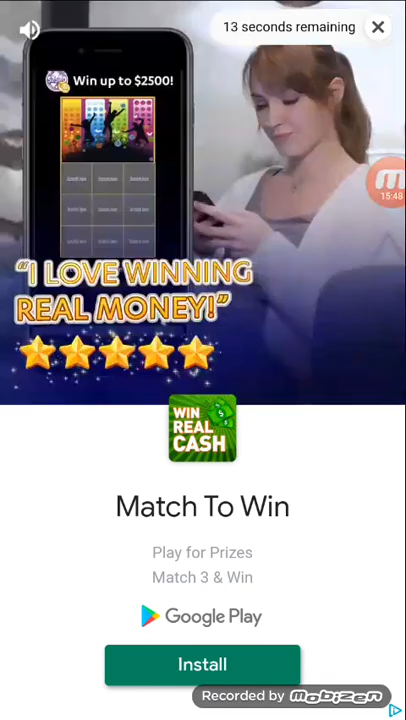 13 seconds remaining
Win up to $2500!
15:48
“I LOVE WINNING
REAL MONEY!”
WIN
REAL
CASH
Match To Win
Play for Prizes
Match 3 & Win
Google Play
Install
Recorded by mobizen